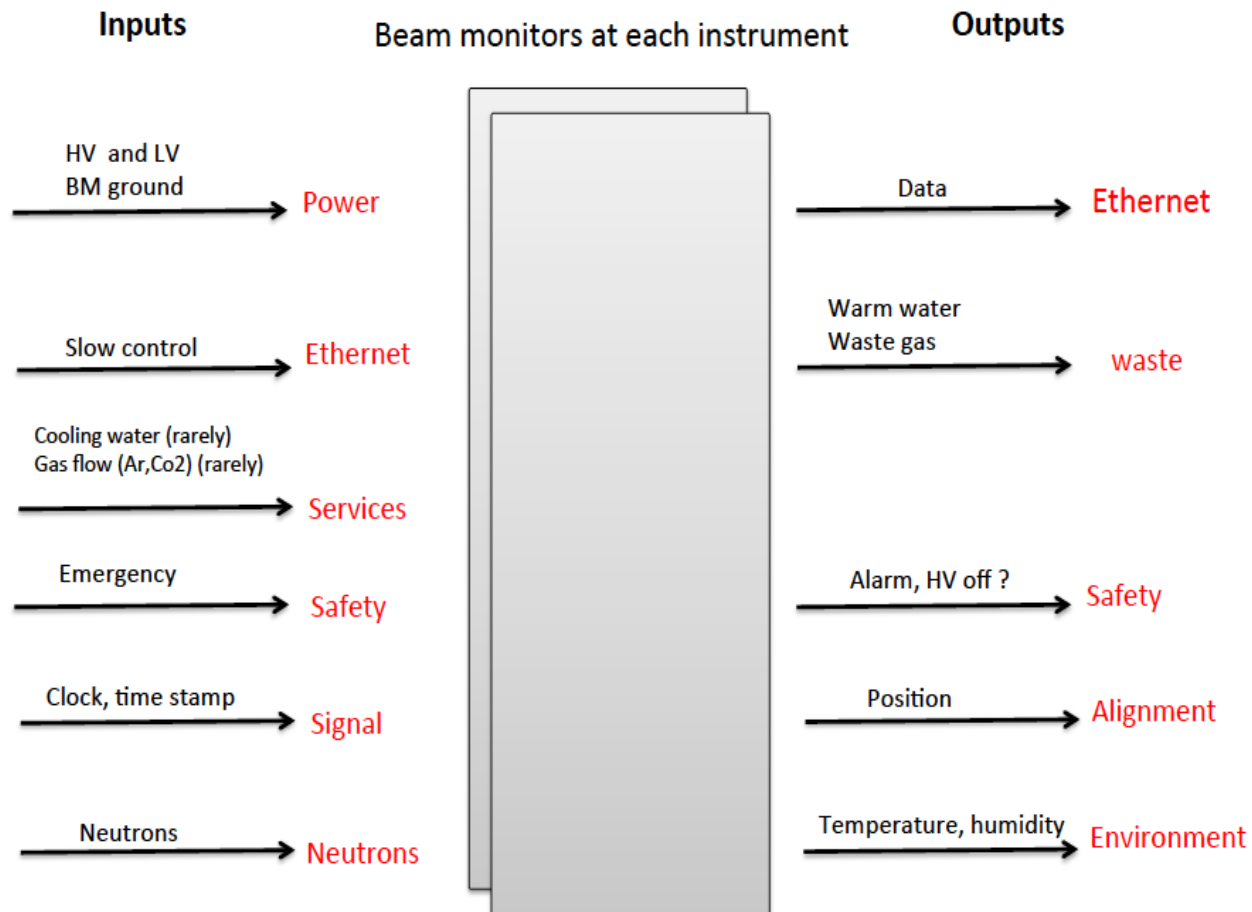 Inputs
Beam monitors at each instrument
Outputs
HV and LV
BM ground
Power
Slow control
Ethernet
Cooling water (rarely)
Gas flow (Ar,Co2) (rarely)
Services
Emergency
Safety
Clock, time stamp
Signal
Neutrons
Neutrons
Data
Ethernet
Warm water
Waste gas
waste
Alarm, HV off ?
Safety
Position
Alignment
Temperature, humidity
Environment